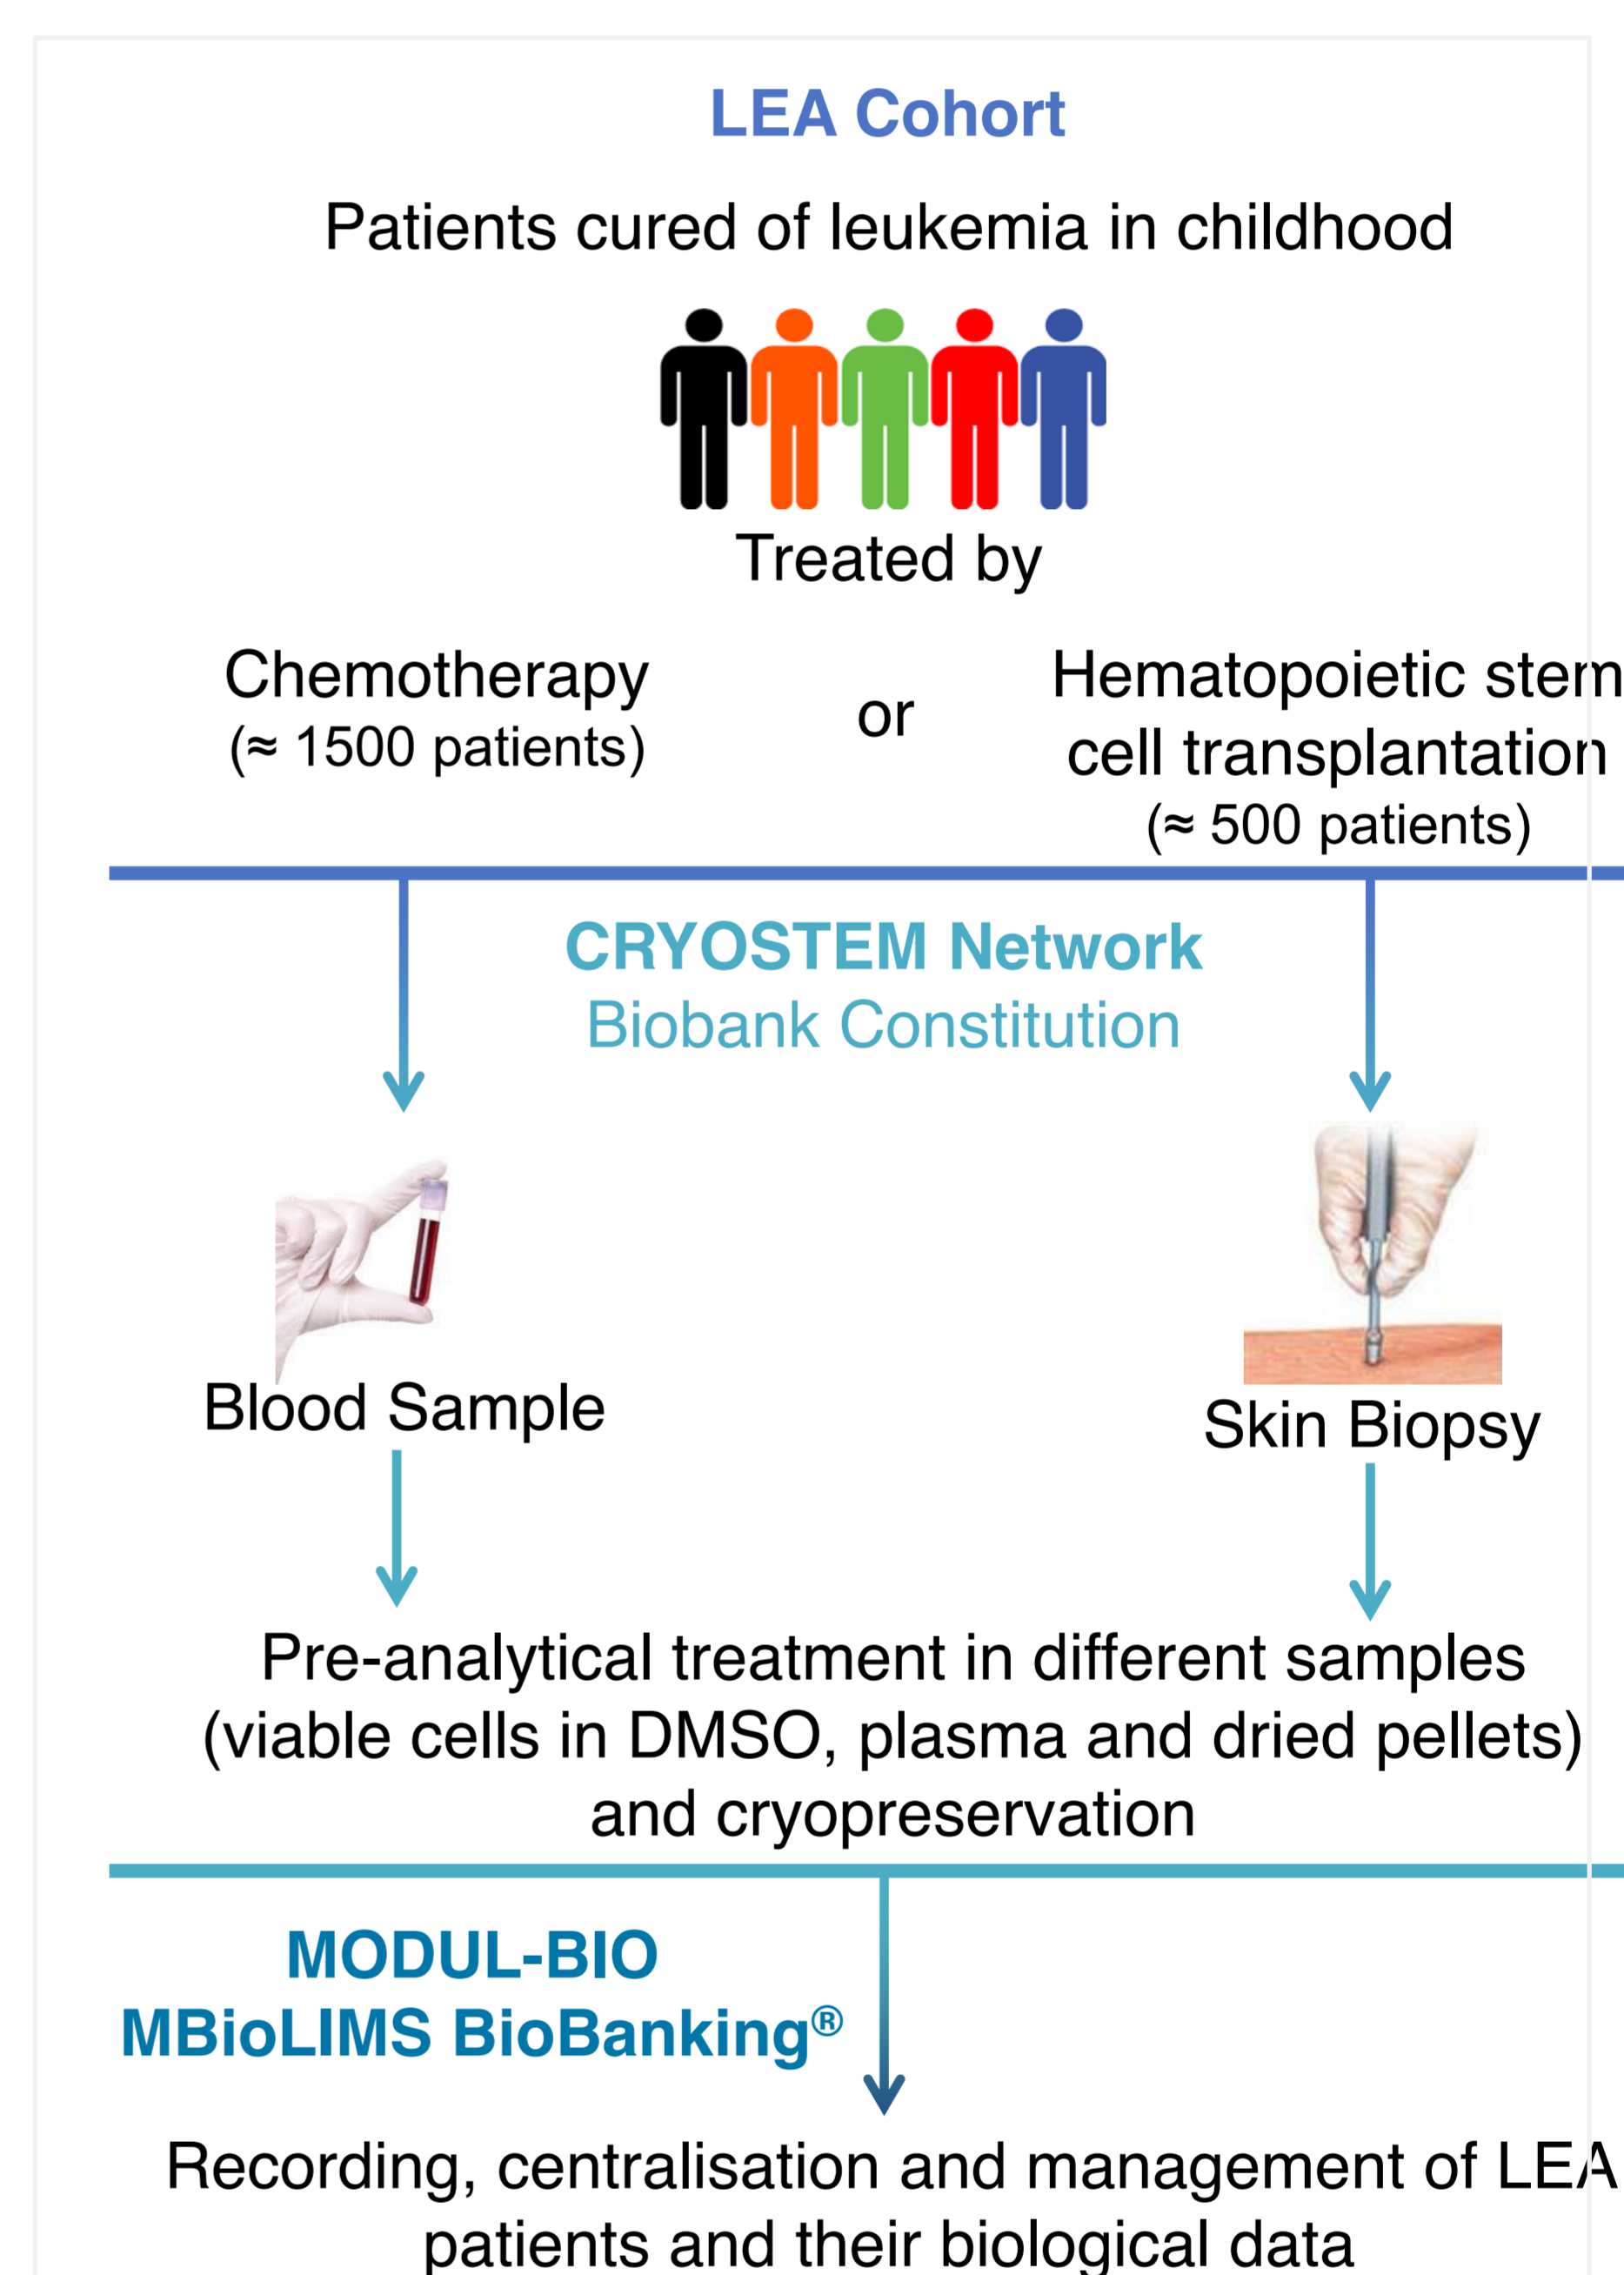 LEA Cohort
Patients cured of leukemia in childhood
Treated by
Chemotherapy
(≈ 1500 patients)
or
Hematopoietic stem
cell transplantation
(≈ 500 patients)
CRYOSTEM Network
Biobank Constitution
Blood Sample
Skin Biopsy
Pre-analytical treatment in different samples
(viable cells in DMSO, plasma and dried pellets)
and cryopreservation
MODUL-BIO
MBioLIMS BioBanking®
Recording, centralisation and management of LEA
patients and their biological data